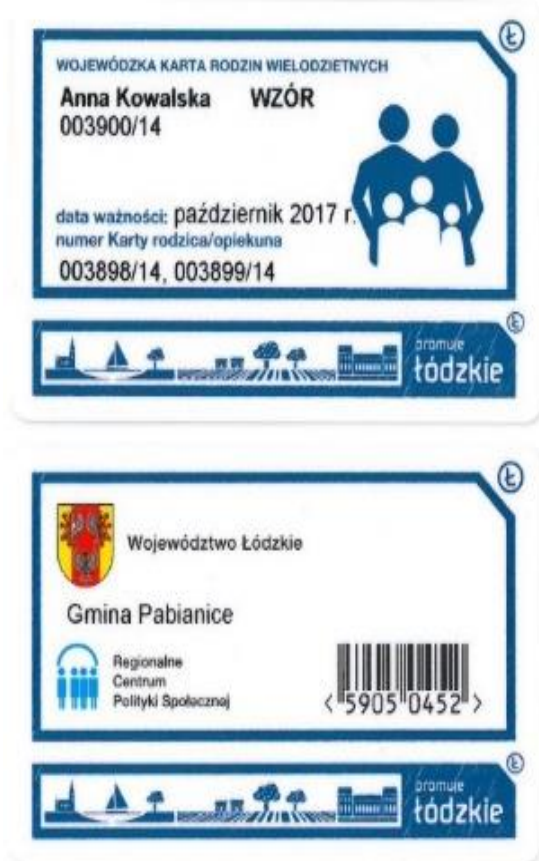 Ł
WOJEWÓDZKA KARTA RODZIN WIELODZIETNYCH
Anna Kowalska WZÓR
003900/14
data ważności: październik 2017 r.
numer Karty rodzica/opiekuna
003898/14, 003899/14
Ł
promuje
łódzkie
Ł
Województwo Łódzkie
Gmina Pabianice
Regionalne
Centrum
Polityki Społecznej
< 5905 0452 >
Ł
promuje
łódzkie